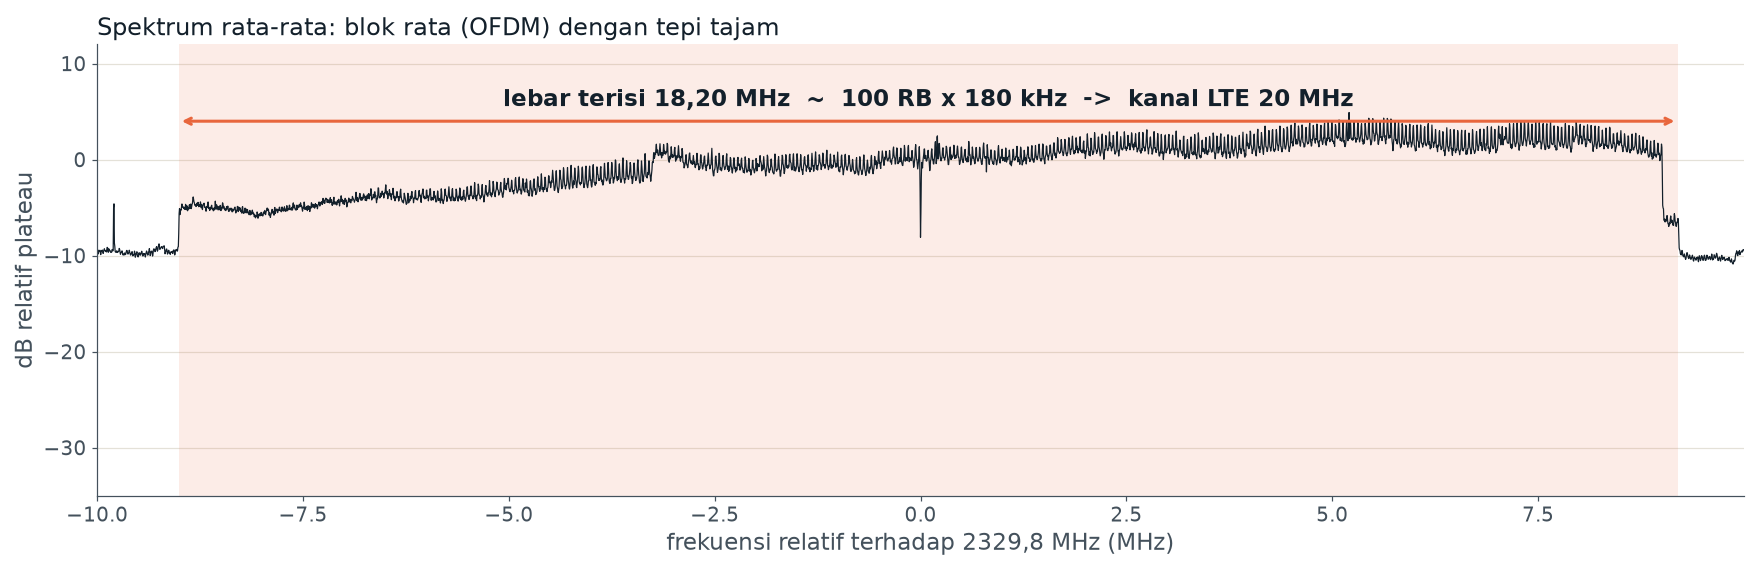 Spektrum rata-rata: blok rata (OFDM) dengan tepi tajam
lebar terisi 18,20 MHz ~ 100 RB x 180 kHz -> kanal LTE 20 MHz
dB relatif plateau
10
0
−10
−20
−30
−10.0 −7.5 −5.0 −2.5 0.0 2.5 5.0 7.5
frekuensi relatif terhadap 2329,8 MHz (MHz)